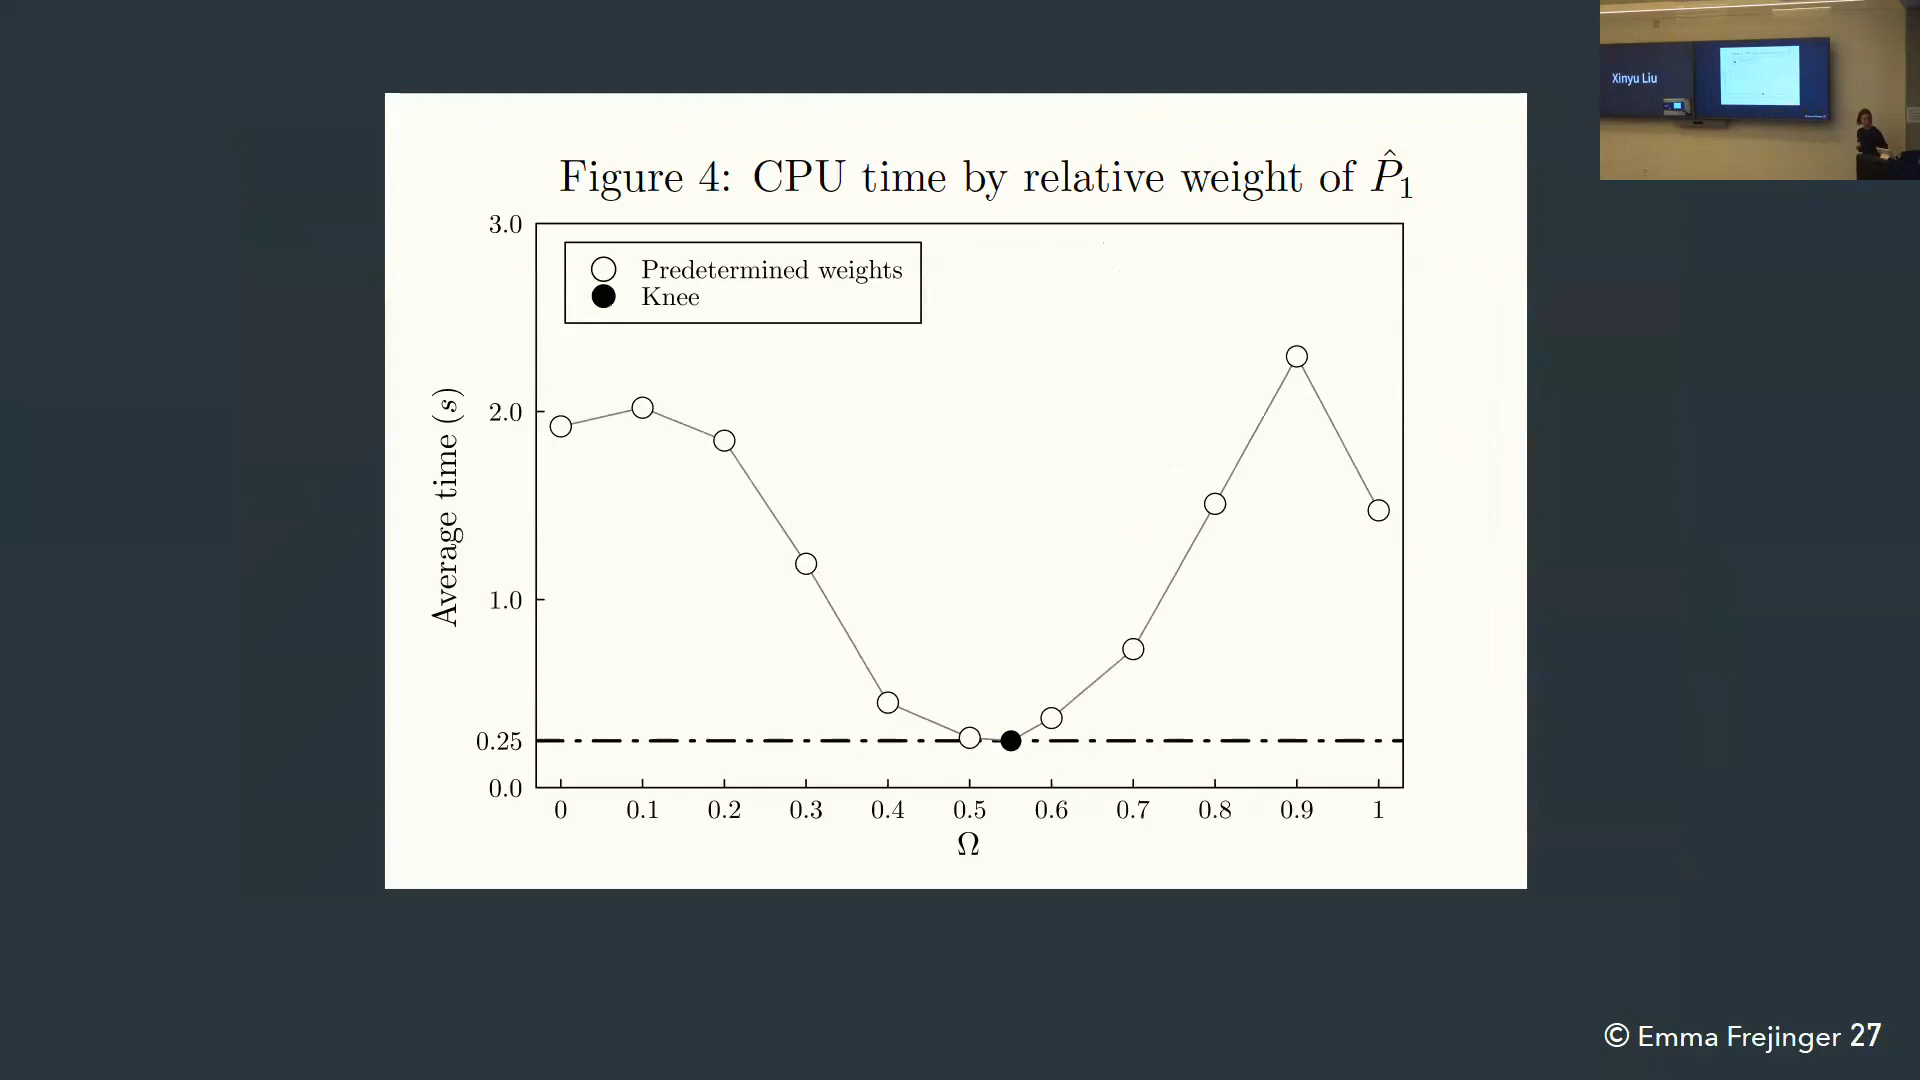 Xinyu Liu
Figure 4: CPU time by relative weight of P̂₁
3.0
Predetermined weights
Knee
2.0
Average time (s)
1.0
0.25
0.0
0 0.1 0.2 0.3 0.4 0.5 0.6 0.7 0.8 0.9 1
Ω
© Emma Frejinger 27